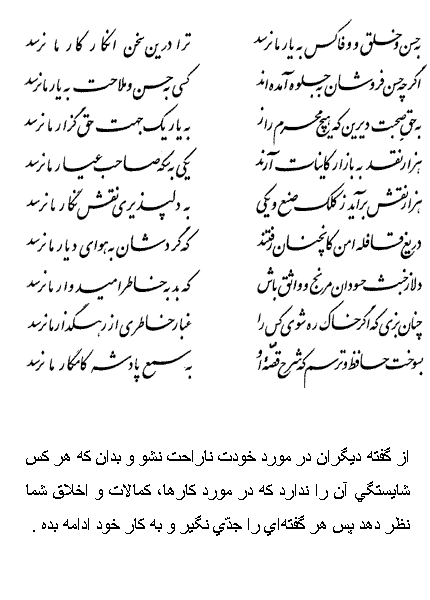 به حسن و خلق و وفا کس به یار ما نرسد ترا درین سخن انکار کار ما نرسد
اگر چه حسن فروشان به جلوه آمده اند کسی به حسن و ملاحت به یار ما نرسد
به حق صحبت دیرین که هیچ محرم راز به یار یک جهت حق گزار ما نرسد
هزار نقد به بازار کاینات آرند یکی به سکه صاحب عیار ما نرسد
هزار نقش برآید ز کلک صنع و یکی به دلپذیری نقش نگار ما نرسد
دریغ قافله امن کانچنان رفتند که گردشان به هوای دیار ما نرسد
دلا ز خبث حسودان مرنج و واثق باش که بد به خاطر امیدوار ما نرسد
چنان بزی که اگر خاک ره شوی کس را غبار خاطری از رهگذار ما نرسد
بسوخت حافظ و ترسم که شرح قصهٔ او به سمع پادشه کامکار ما نرسد
از گفته ديگران در مورد خودت ناراحت نشو و بدان که هر کس
شايستگي آن را ندارد که در مورد کارها، کمالات و اخلاق شما
نظر دهد پس هر گفته‌اي را جدّي نگير و به کار خود ادامه بده .